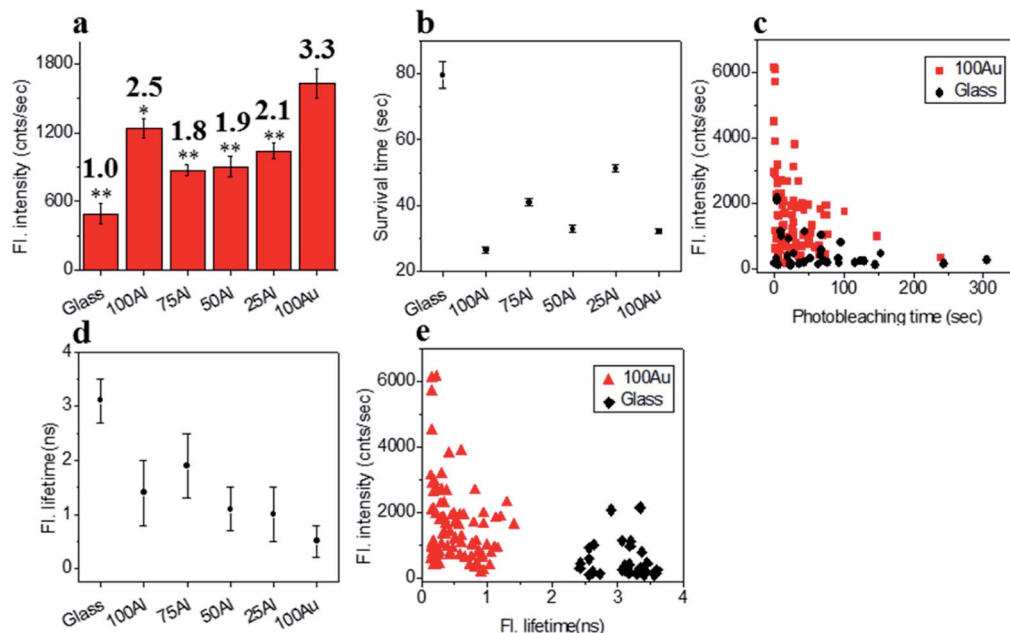 a
Fl. intensity (cnts/sec)
1800
1200
600
0
1.0
**
2.5
*
1.8
**
1.9
**
2.1
**
3.3
Glass
100Al
75Al
50Al
25Al
100Au
b
Survival time (sec)
80
60
40
20
Glass
100Al
75Al
50Al
25Al
100Au
c
Fl. intensity (cnts/sec)
6000
4000
2000
0
100Au
Glass
0
100
200
300
Photobleaching time (sec)
d
Fl. lifetime(ns)
4
3
2
1
0
Glass
100Al
75Al
50Al
25Al
100Au
e
Fl. intensity (cnts/sec)
6000
4000
2000
0
100Au
Glass
0
1
2
3
4
Fl. lifetime(ns)